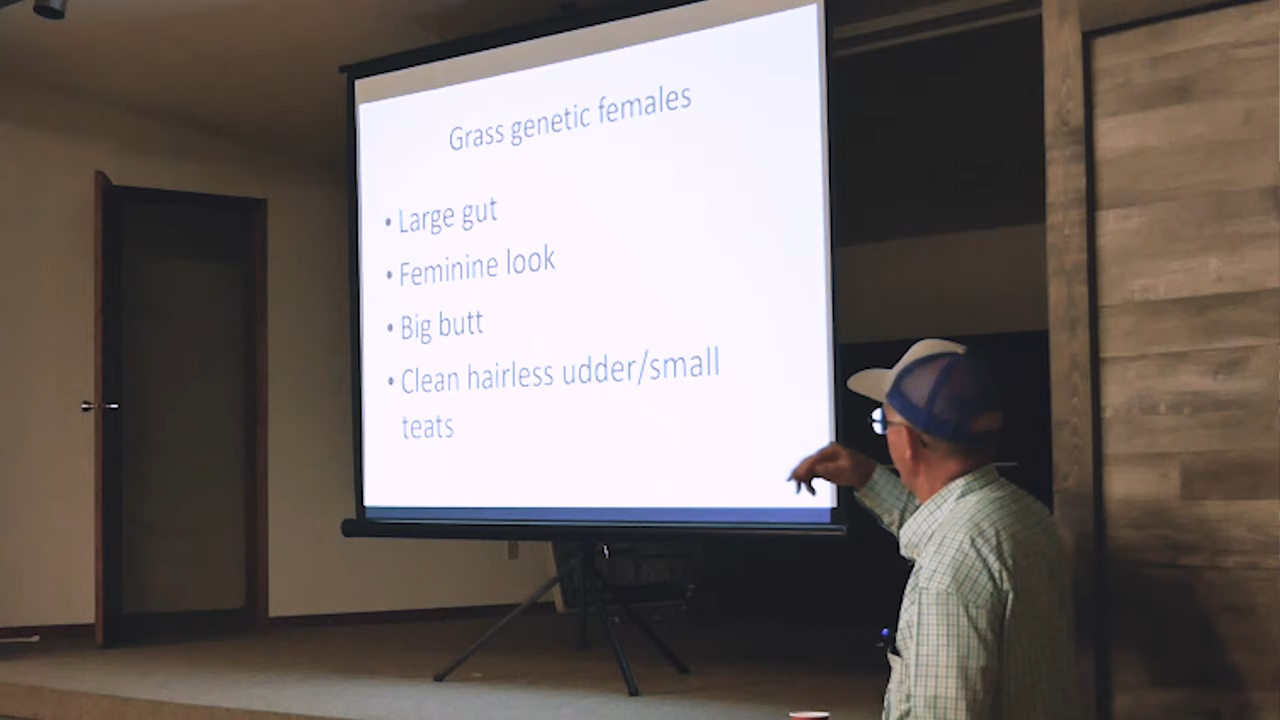 Grass genetic females
• Large gut
• Feminine look
• Big butt
• Clean hairless udder/small
teats